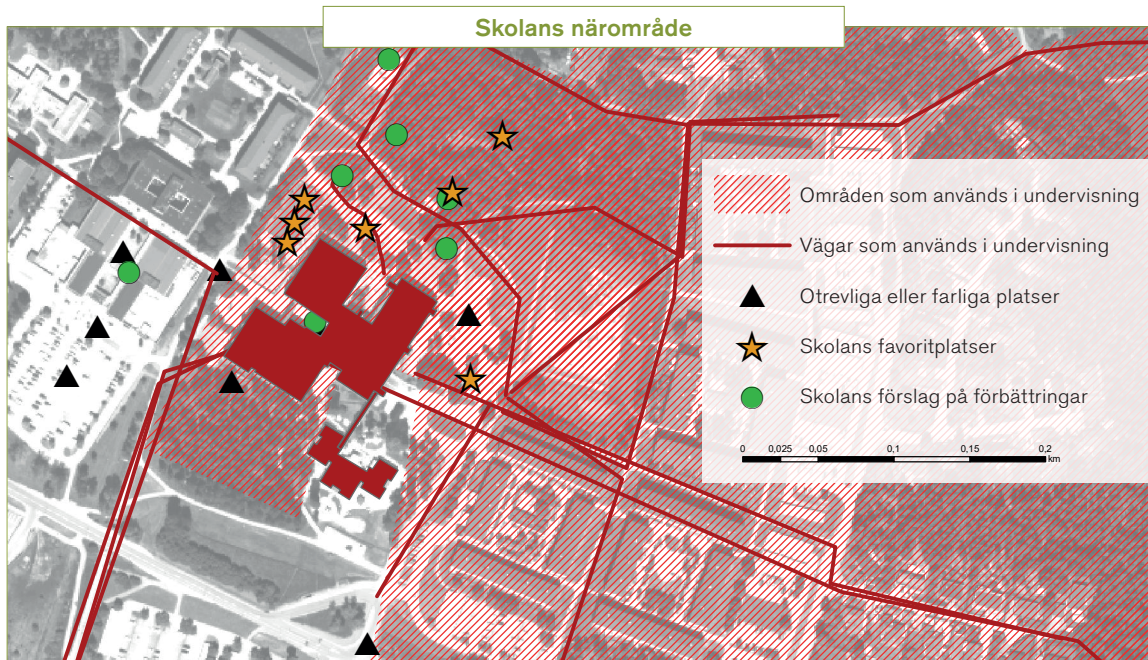 Skolans närområde
Områden som används i undervisning
Vägar som används i undervisning
Otrevliga eller farliga platser
Skolans favoritplatser
Skolans förslag på förbättringar
0 0,025 0,05 0,1 0,15 0,2
km